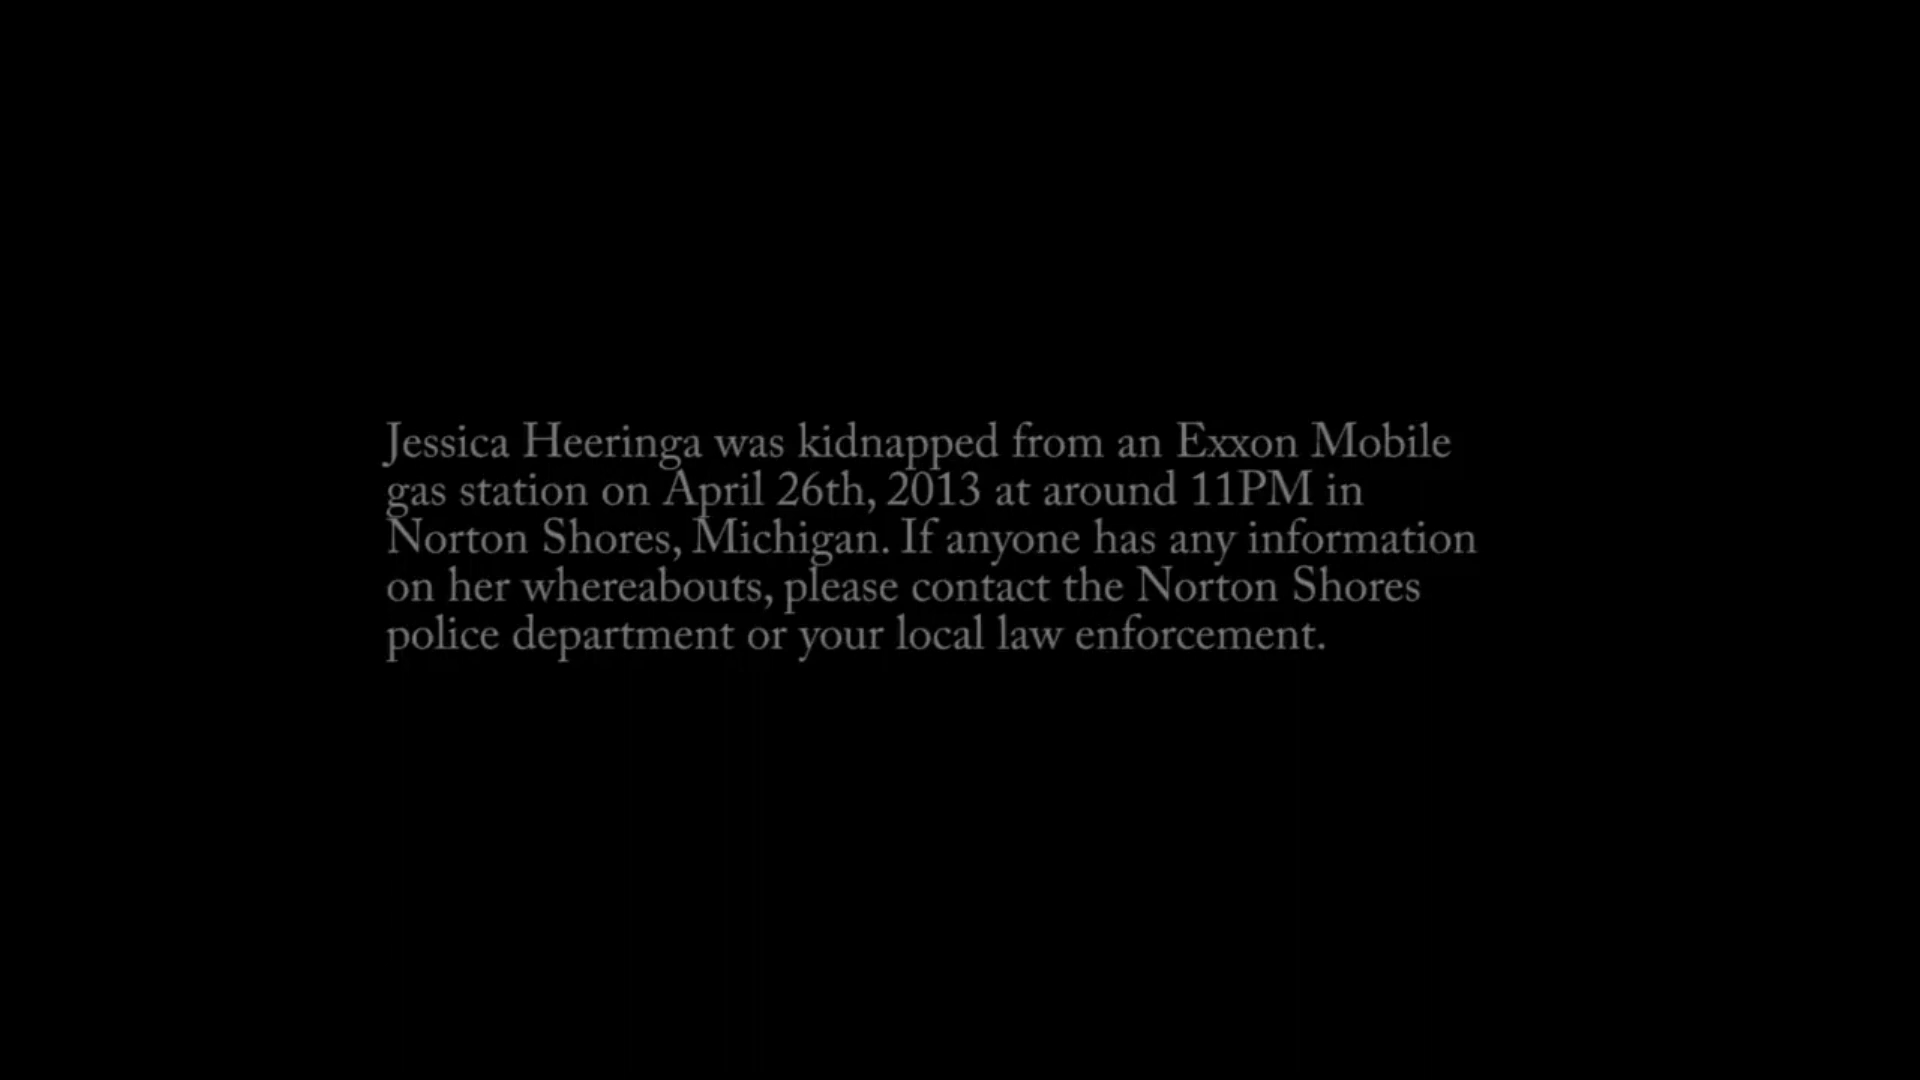 Jessica Heeringa was kidnapped from an Exxon Mobile
gas station on April 26th, 2013 at around 11PM in
Norton Shores, Michigan. If anyone has any information
on her whereabouts, please contact the Norton Shores
police department or your local law enforcement.